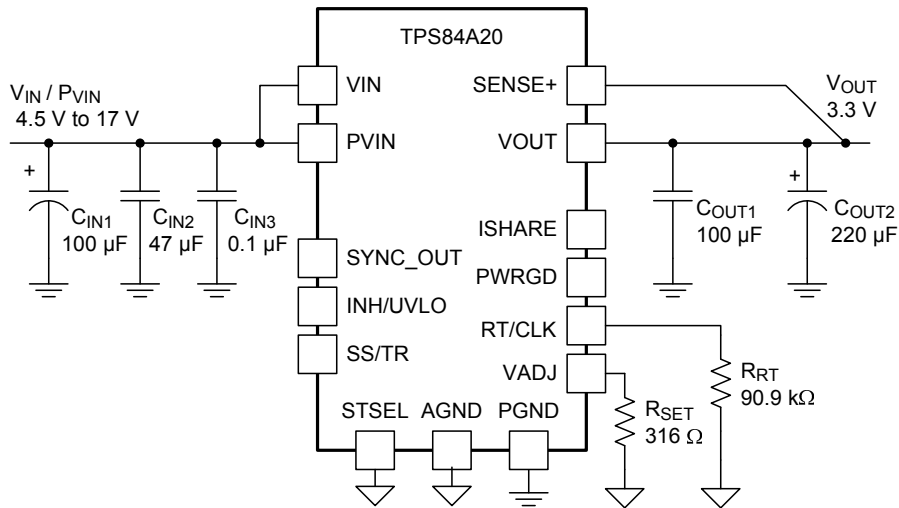 TPS84A20
VIN
SENSE+
VIN / PVIN
4.5 V to 17 V
VOUT
3.3 V
PVIN
VOUT
+
+
CIN1
100 µF
CIN2
47 µF
CIN3
0.1 µF
COUT1
100 µF
COUT2
220 µF
ISHARE
SYNC_OUT
PWRGD
INH/UVLO
RT/CLK
SS/TR
VADJ
RRT
90.9 kΩ
RSET
316 Ω
STSEL AGND PGND